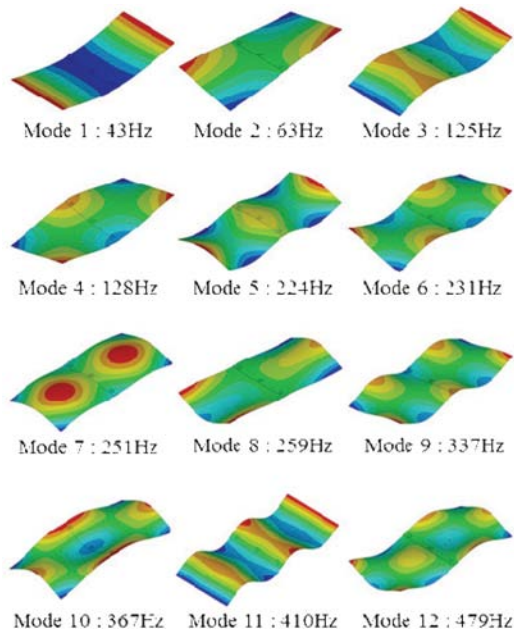 Mode 1 : 43Hz
Mode 2 : 63Hz
Mode 3 : 125Hz
Mode 4 : 128Hz
Mode 5 : 224Hz
Mode 6 : 231Hz
Mode 7 : 251Hz
Mode 8 : 259Hz
Mode 9 : 337Hz
Mode 10 : 367Hz
Mode 11 : 410Hz
Mode 12 : 479Hz